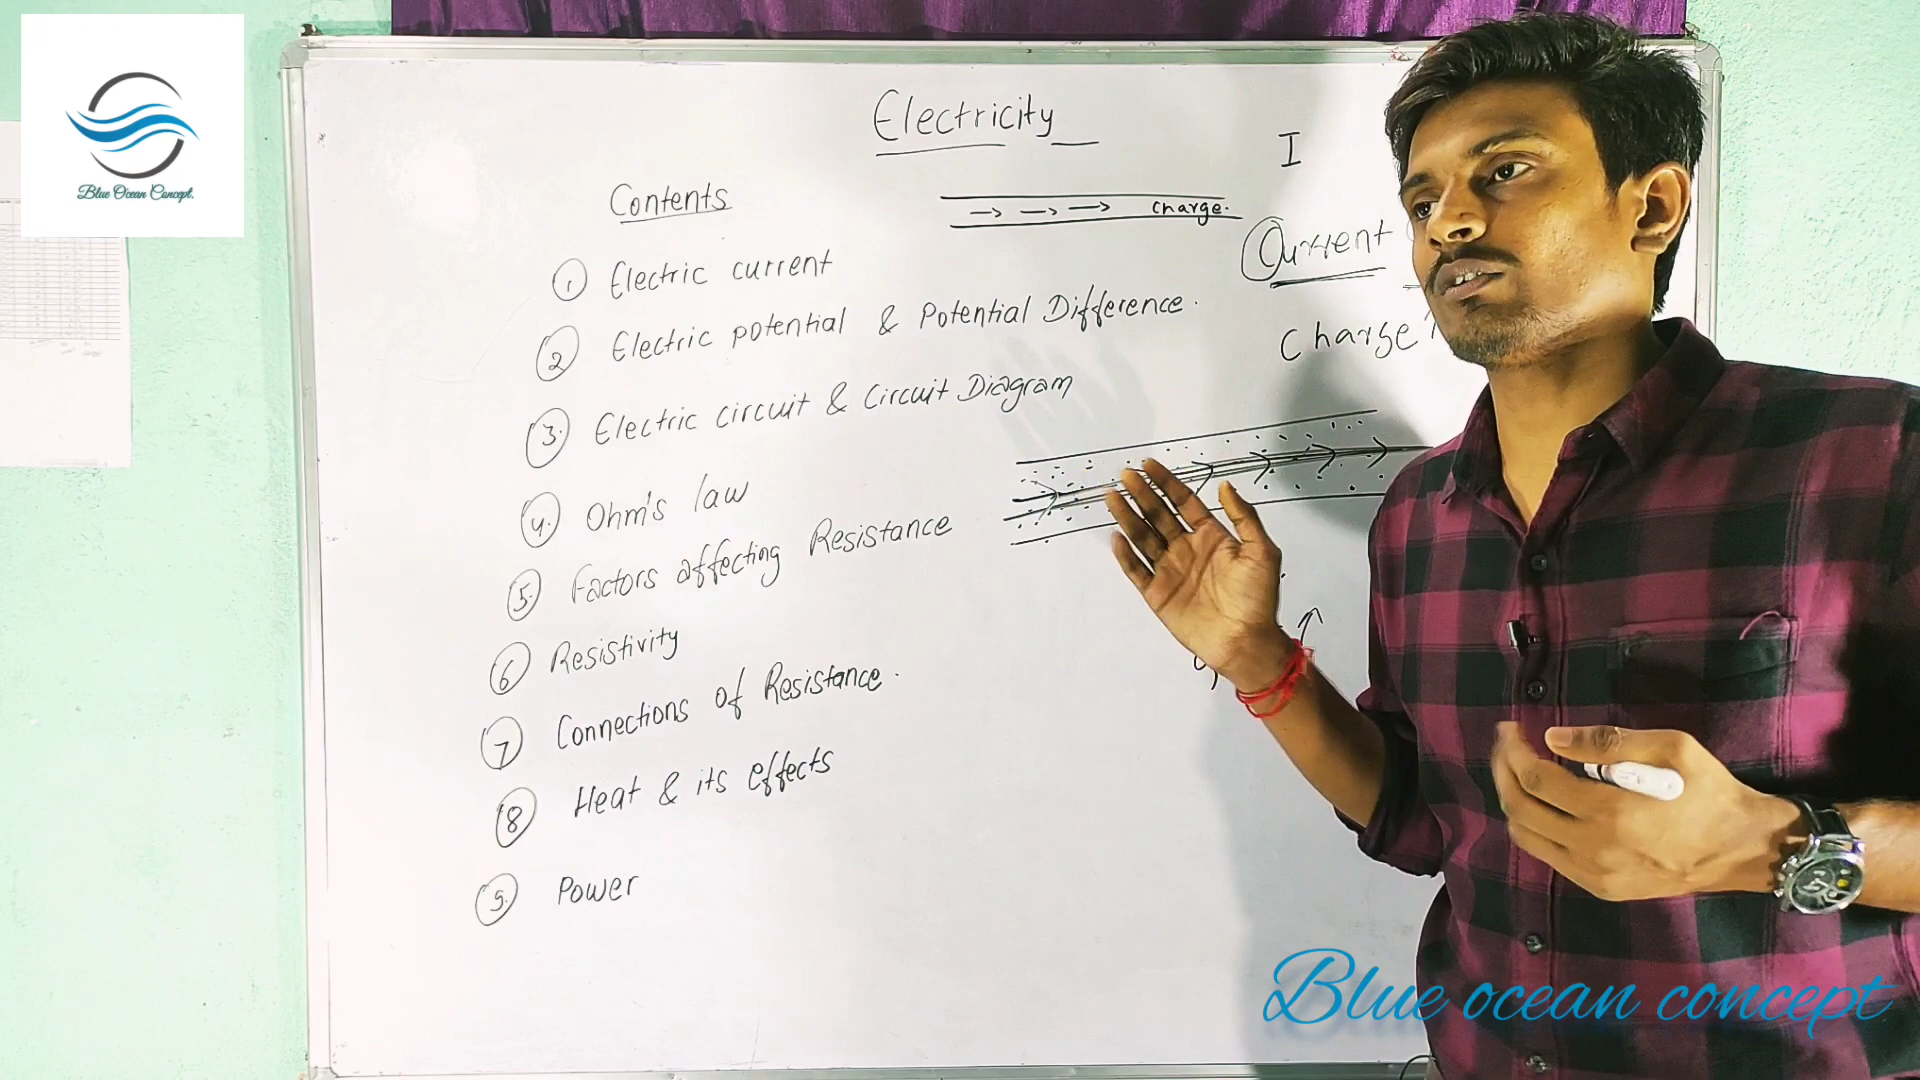 Blue Ocean Concept.
Electricity
I
Contents
charge.
Current
Charge
1 Electric current
2 Electric potential & Potential Difference.
3. Electric circuit & Circuit Diagram
4. Ohm's law
5. Factors affecting Resistance
6 Resistivity
7 Connections of Resistance.
8 Heat & its effects
9. Power
Blue ocean concept